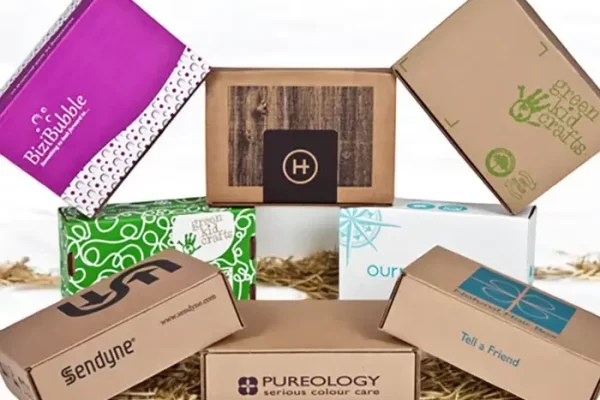 BiziBubble
H
green
kid
crafts
green
kid
crafts
our
Sendyne
www.sendyne.com
Tell a Friend
PUREOLOGY
serious colour care